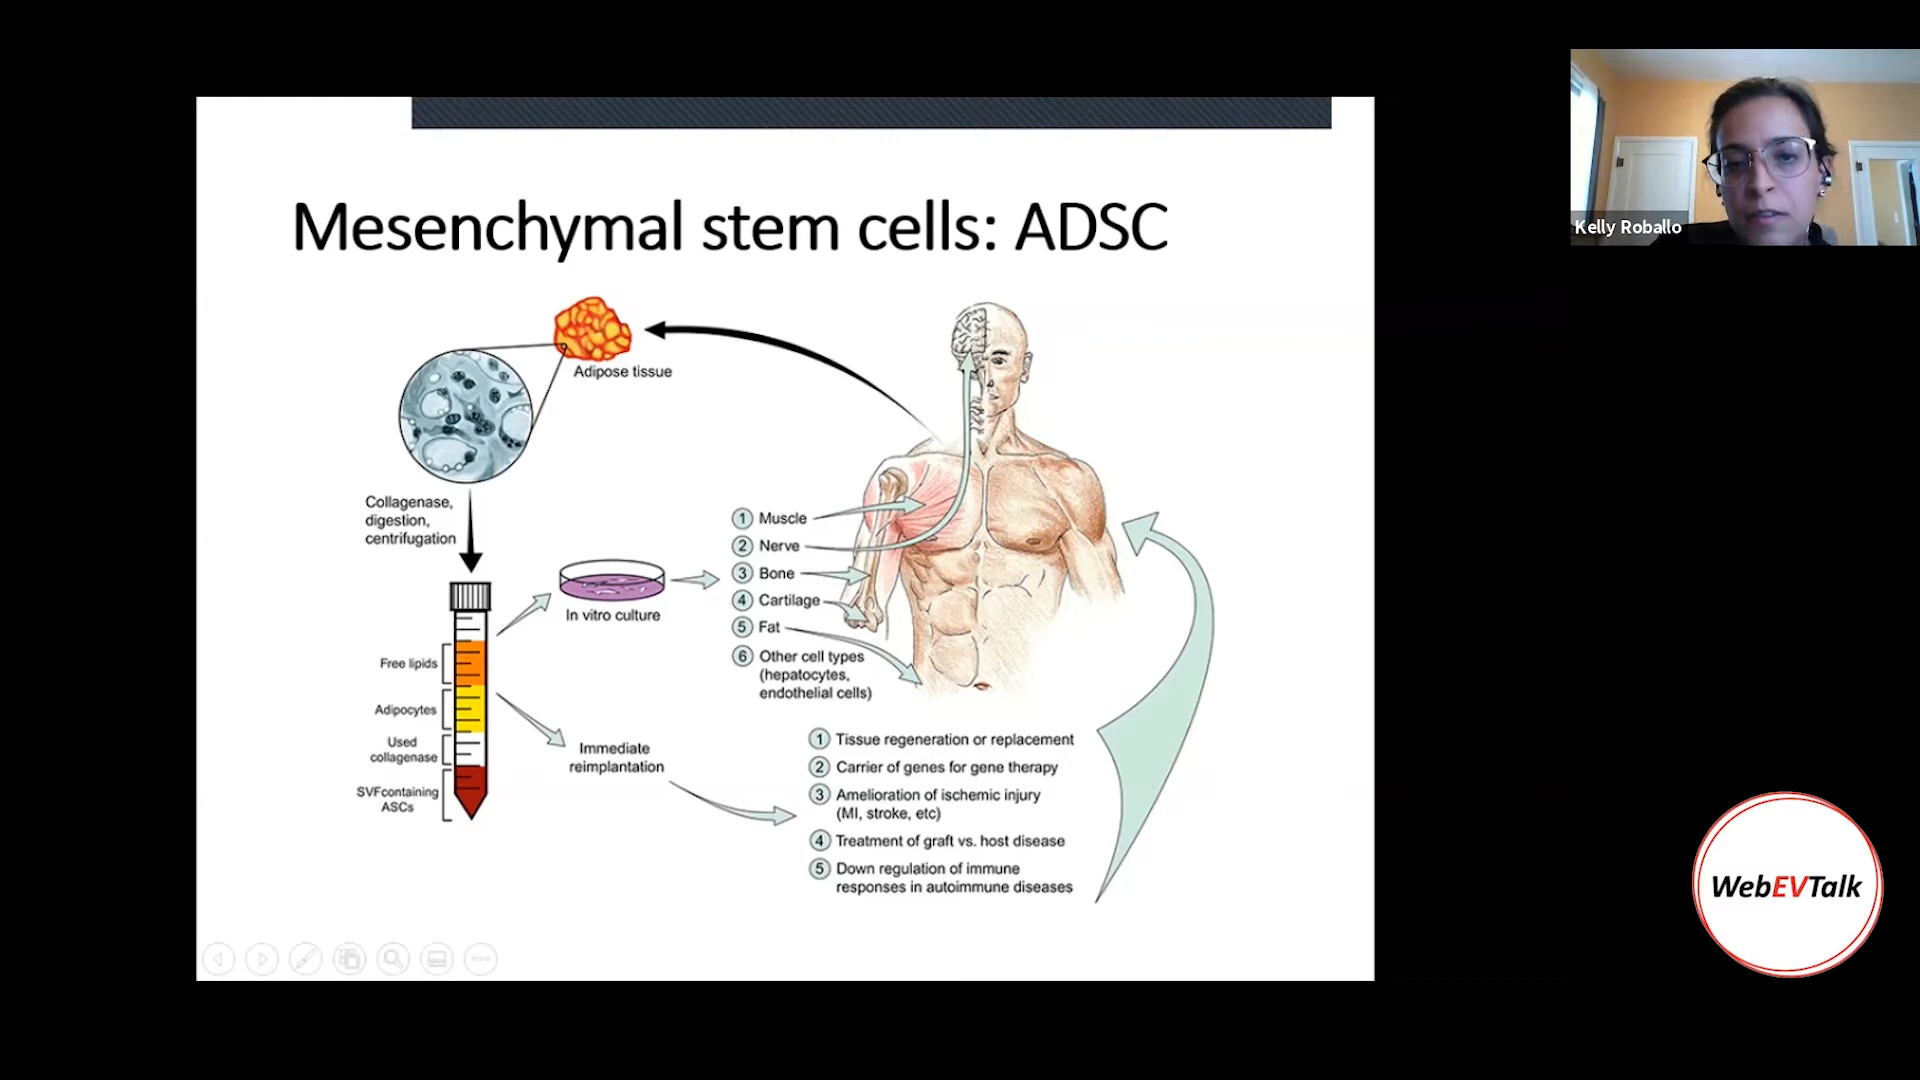 Mesenchymal stem cells: ADSC
Kelly Roballo
Adipose tissue
Collagenase,
digestion,
centrifugation
In vitro culture
1 Muscle
2 Nerve
3 Bone
4 Cartilage
5 Fat
6 Other cell types
(hepatocytes,
endothelial cells)
Free lipids
Adipocytes
Used
collagenase
SVFcontaining
ASCs
Immediate
reimplantation
1 Tissue regeneration or replacement
2 Carrier of genes for gene therapy
3 Amelioration of ischemic injury
(MI, stroke, etc)
4 Treatment of graft vs. host disease
5 Down regulation of immune
responses in autoimmune diseases
WebEVTalk